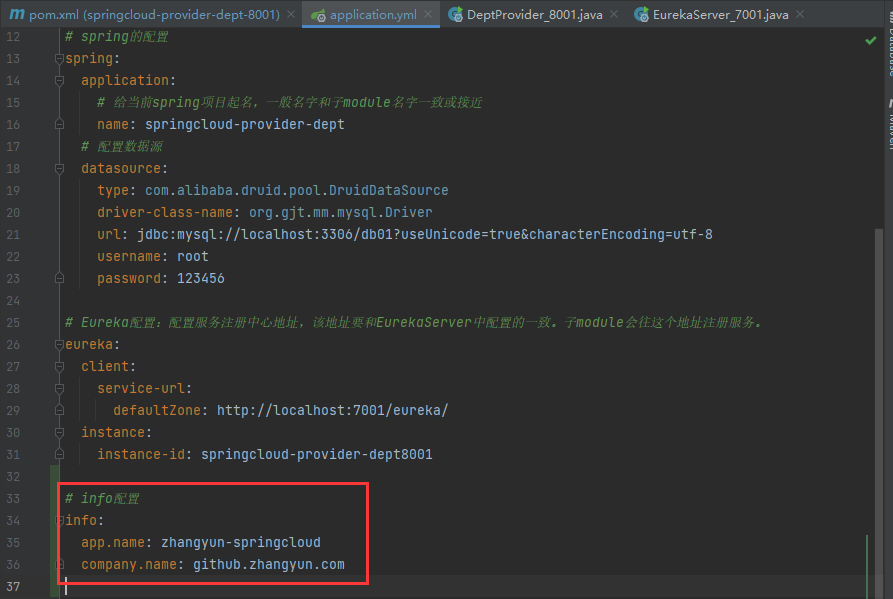 pom.xml (springcloud-provider-dept-8001)
application.yml
DeptProvider_8001.java
EurekaServer_7001.java
12 # spring的配置
13 spring:
14 application:
15 # 给当前spring项目起名，一般名字和子module名字一致或接近
16 name: springcloud-provider-dept
17 # 配置数据源
18 datasource:
19 type: com.alibaba.druid.pool.DruidDataSource
20 driver-class-name: org.gjt.mm.mysql.Driver
21 url: jdbc:mysql://localhost:3306/db01?useUnicode=true&characterEncoding=utf-8
22 username: root
23 password: 123456
24
25 # Eureka配置：配置服务注册中心地址，该地址要和EurekaServer中配置的一致。子module会往这个地址注册服务。
26 eureka:
27 client:
28 service-url:
29 defaultZone: http://localhost:7001/eureka/
30 instance:
31 instance-id: springcloud-provider-dept8001
32
33 # info配置
34 info:
35 app.name: zhangyun-springcloud
36 company.name: github.zhangyun.com
37